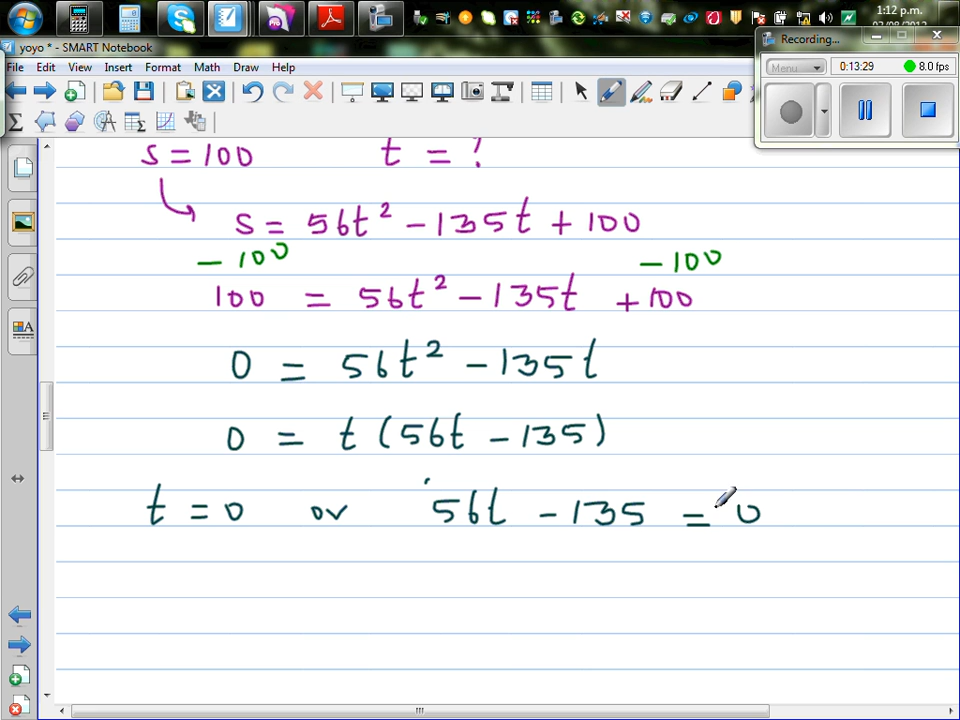 1:12 p.m.
yoyo * - SMART Notebook
Recording...
File Edit View Insert Format Math Draw Help
Menu 0:13:29 8.0 fps
s = 100 t = ?
s = 56t² - 135t + 100
- 100 - 100
100 = 56t² - 135t + 100
0 = 56t² - 135t
0 = t (56t - 135)
t = 0 or 56t - 135 = 0